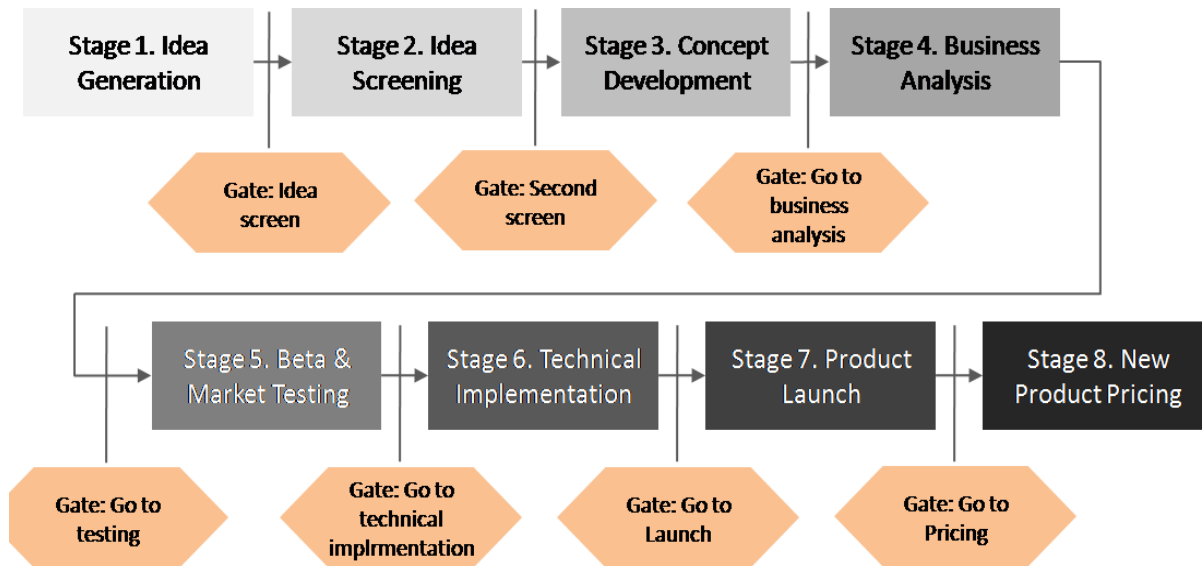 Stage 1. Idea
Generation
Stage 2. Idea
Screening
Stage 3. Concept
Development
Stage 4. Business
Analysis
Gate: Idea
screen
Gate: Second
screen
Gate: Go to
business
analysis
Stage 5. Beta &
Market Testing
Stage 6. Technical
Implementation
Stage 7. Product
Launch
Stage 8. New
Product Pricing
Gate: Go to
testing
Gate: Go to
technical
implrmentation
Gate: Go to
Launch
Gate: Go to
Pricing